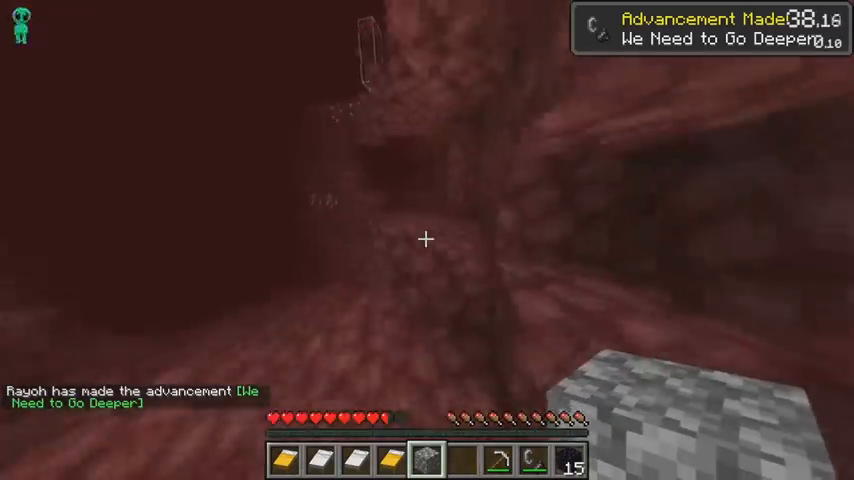 Advancement Made
38.16
We Need to Go Deeper
0.10
Rayoh has made the advancement [We
Need to Go Deeper]
15